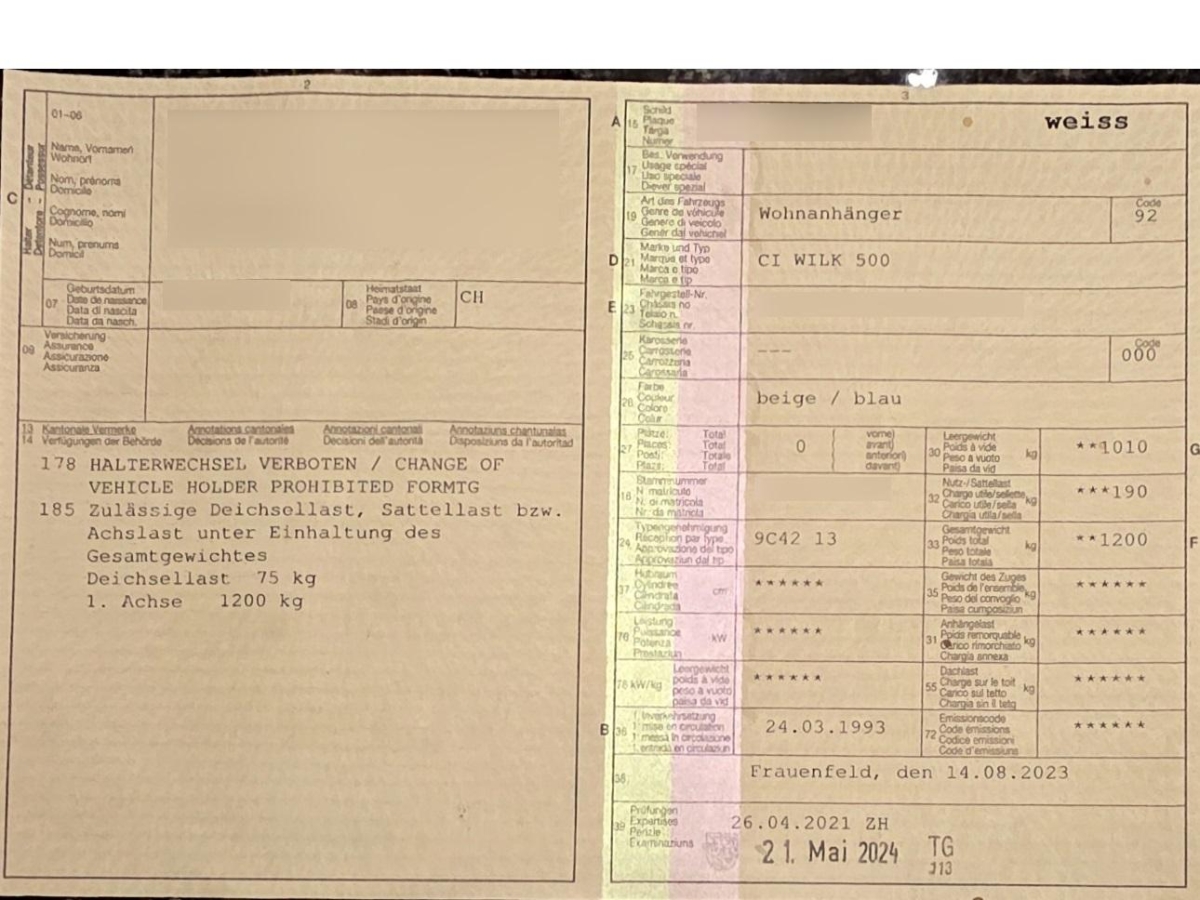 2
01-06
Name, Vornamen
Wohnort
Nom, prénoms
Domicile
Cognome, nomi
Domicilio
Num, prenums
Domicil
C
Halter - Détenteur
Detentore - Possessur
07
Geburtsdatum
Date de naissance
Data di nascita
Data da nasch.
08
Heimatstaat
Pays d'origine
Paese d'origine
Stadi d'origin
CH
09
Versicherung
Assurance
Assicurazione
Assicuranza
13 Kantonale Vermerke Annotations cantonales Annotazioni cantonali Annotaziuns chantunalas
14 Verfügungen der Behörde Décisions de l'autorité Decisioni dell'autorità Disposiziuns da l'autoritad
178 HALTERWECHSEL VERBOTEN / CHANGE OF
VEHICLE HOLDER PROHIBITED FORMTG
185 Zulässige Deichsellast, Sattellast bzw.
Achslast unter Einhaltung des
Gesamtgewichtes
Deichsellast 75 kg
1. Achse 1200 kg
3
A 15
Schild
Plaque
Targa
Numer
weiss
17
Bes. Verwendung
Usage spécial
Uso speciale
Diever spezial
19
Art des Fahrzeugs
Genre de véhicule
Genere di veicolo
Gener dal vehichel
Wohnanhänger
Code
92
D 21
Marke und Typ
Marque et type
Marca e tipo
Marca e tip
CI WILK 500
E 23
Fahrgestell-Nr.
Châssis no
Telaio n.
Schassis nr.
25
Karosserie
Carrosserie
Carrozzeria
Carossaria
---
Code
000
26
Farbe
Couleur
Colore
Colur
beige / blau
27
Plätze: Total
Places: Total
Posti: Totale
Plazs: Total
0
vorne)
avant)
anteriori)
davant)
30
Leergewicht
Poids à vide
Peso a vuoto
Paisa da vid
kg
**1010
G
18
Stammnummer
N matricule
N. di matricola
Nr. da matricla
32
Nutz-/Sattellast
Charge utile/sellette
Carico utile/sella
Chargia utila/sella
kg
***190
24
Typengenehmigung
Réception par type
Approvazione del tipo
Approvaziun dal tip
9C42 13
33
Gesamtgewicht
Poids total
Peso totale
Paisa totala
kg
**1200
F
37
Hubraum
Cylindrée
Cilindrata
Cilindrada
cm³
******
35
Gewicht des Zuges
Poids de l'ensemble
Peso del convoglio
Paisa cumposiziun
kg
******
76
Leistung
Puissance
Potenza
Prestaziun
kW
******
31
Anhängelast
Poids remorquable
Carico rimorchiato
Chargia annexa
kg
******
78 kW/kg
Leergewicht
poids à vide
peso a vuoto
paisa da vid
******
55
Dachlast
Charge sur le toit
Carico sul tetto
Chargia sin il tetg
kg
******
B 36
1. Inverkehrsetzung
1ʳᵉ mise en circulation
1ᵃ messa in circolazione
1. entrada en circulaziun
24.03.1993
72
Emissionscode
Code émissions
Codice emissioni
Code d'emissiuns
******
38
Frauenfeld, den 14.08.2023
39
Prüfungen
Expertises
Perizie
Examinaziuns
26.04.2021 ZH
21. Mai 2024 TG
J13